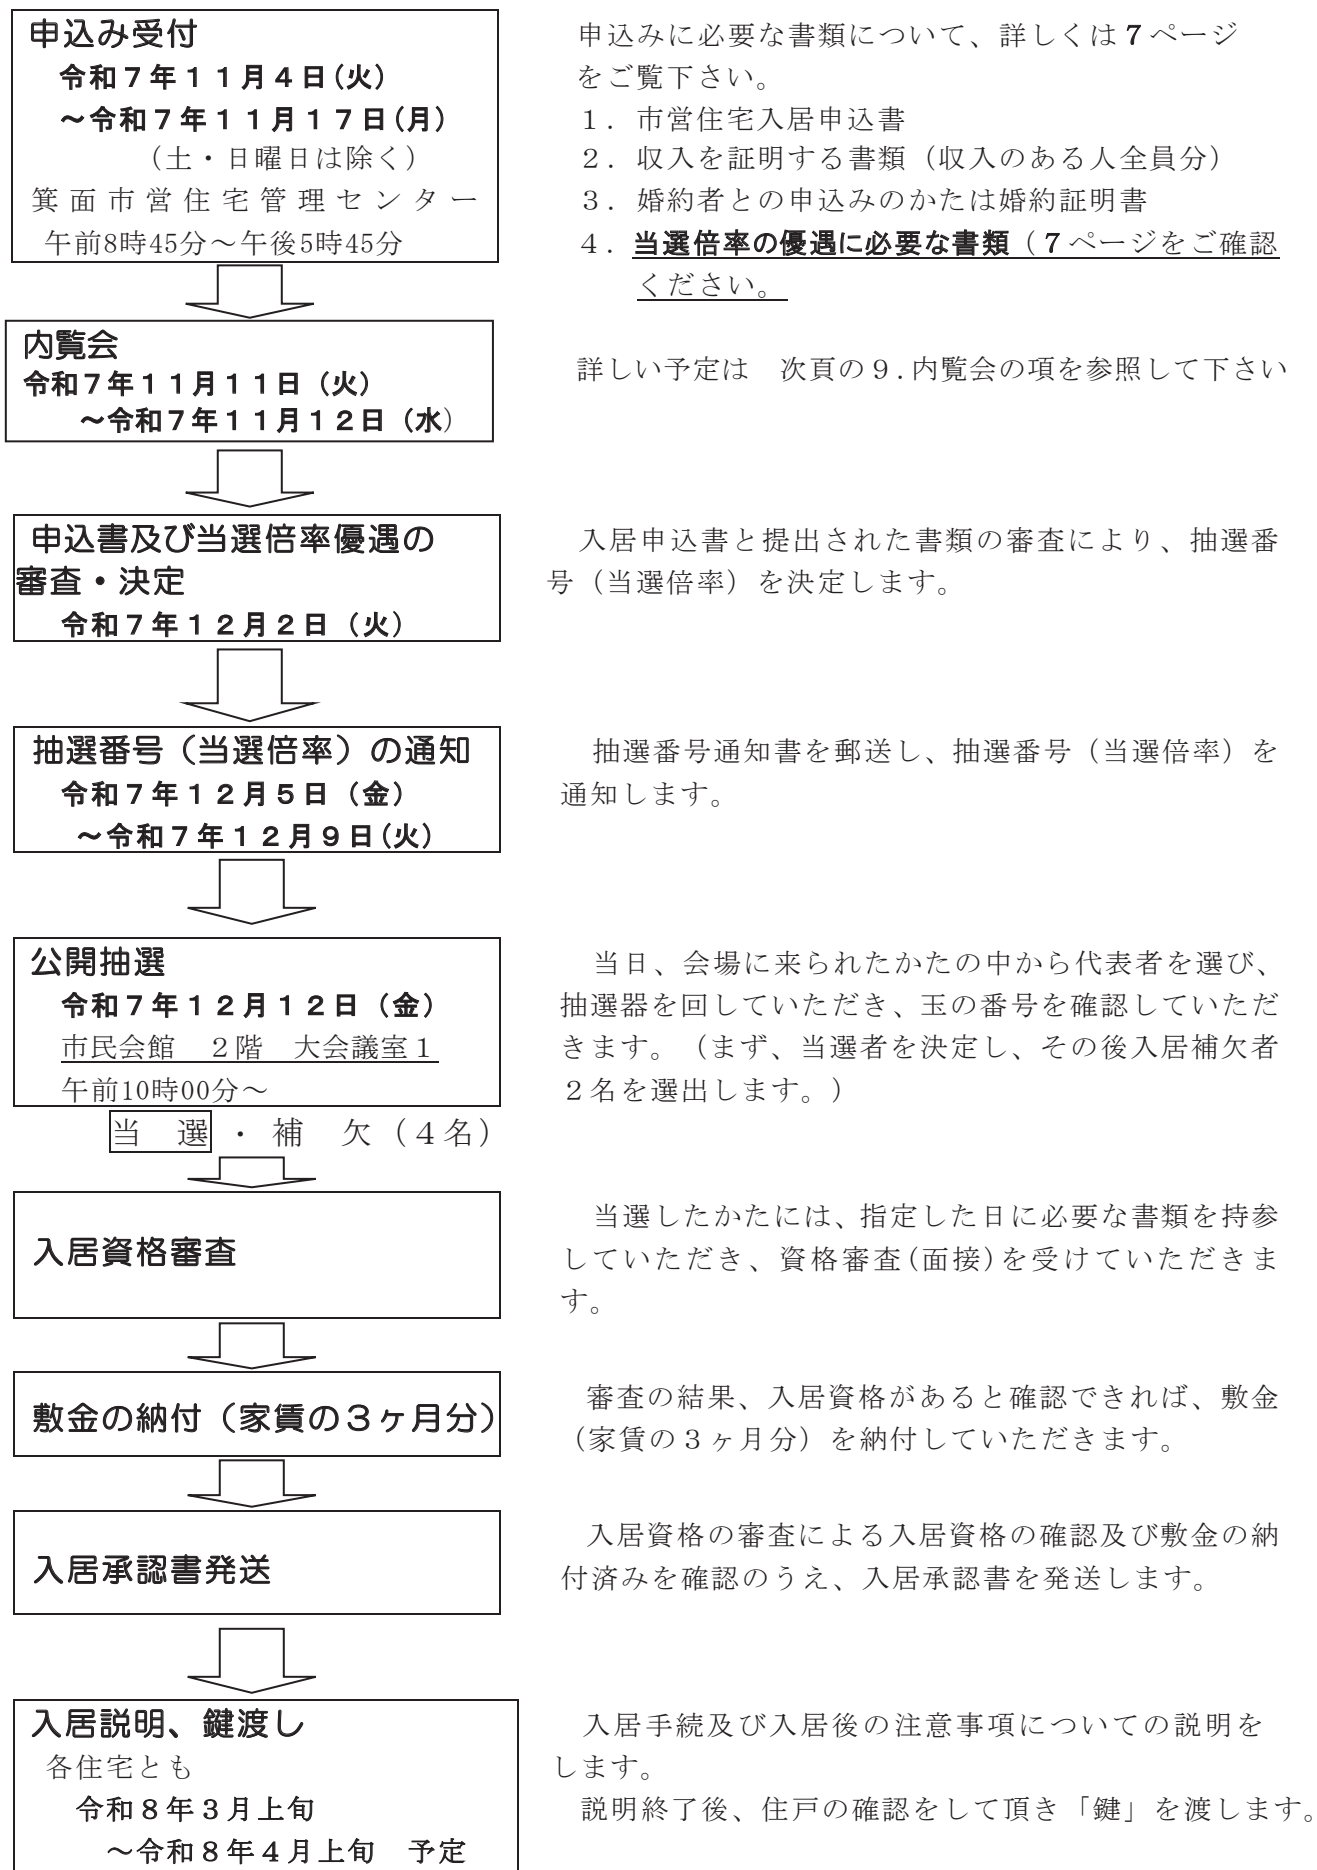 申込み受付
令和７年１１月４日(火)
～令和７年１１月１７日(月)
（土・日曜日は除く）
箕面市営住宅管理センター
午前8時45分～午後5時45分
申込みに必要な書類について、詳しくは７ページ
をご覧下さい。
１．市営住宅入居申込書
２．収入を証明する書類（収入のある人全員分）
３．婚約者との申込みのかたは婚約証明書
４．当選倍率の優遇に必要な書類（７ページをご確認
ください。
内覧会
令和７年１１月１１日（火）
～令和７年１１月１２日（水）
詳しい予定は　次頁の９.内覧会の項を参照して下さい
申込書及び当選倍率優遇の
審査・決定
令和７年１２月２日（火）
入居申込書と提出された書類の審査により、抽選番
号（当選倍率）を決定します。
抽選番号（当選倍率）の通知
令和７年１２月５日（金）
～令和７年１２月９日(火）
抽選番号通知書を郵送し、抽選番号（当選倍率）を
通知します。
公開抽選
令和７年１２月１２日（金）
市民会館　２階　大会議室１
午前10時00分～
当日、会場に来られたかたの中から代表者を選び、
抽選器を回していただき、玉の番号を確認していただ
きます。（まず、当選者を決定し、その後入居補欠者
２名を選出します。）
当　選 ・ 補　欠（４名）
入居資格審査
当選したかたには、指定した日に必要な書類を持参
していただき、資格審査(面接)を受けていただきま
す。
敷金の納付（家賃の３ヶ月分）
審査の結果、入居資格があると確認できれば、敷金
（家賃の３ヶ月分）を納付していただきます。
入居承認書発送
入居資格の審査による入居資格の確認及び敷金の納
付済みを確認のうえ、入居承認書を発送します。
入居説明、鍵渡し
各住宅とも
令和８年３月上旬
～令和８年４月上旬　予定
入居手続及び入居後の注意事項についての説明を
します。
説明終了後、住戸の確認をして頂き「鍵」を渡します。